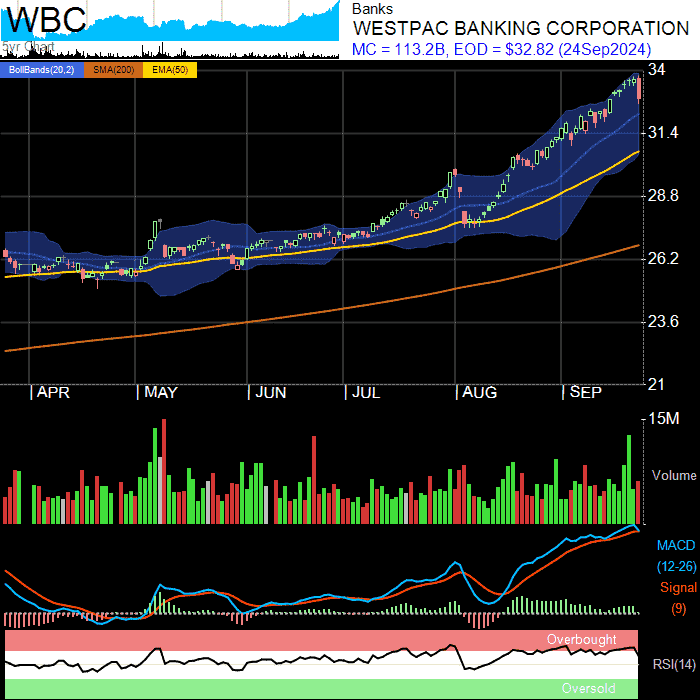 WBC
5yr Chart
Banks
WESTPAC BANKING CORPORATION
MC = 113.2B, EOD = $32.82 (24Sep2024)
BollBands(20,2) SMA(200) EMA(50)
34
31.4
28.8
26.2
23.6
21
APR MAY JUN JUL AUG SEP
15M
Volume
MACD
(12-26)
Signal
(9)
Overbought
RSI(14)
Oversold